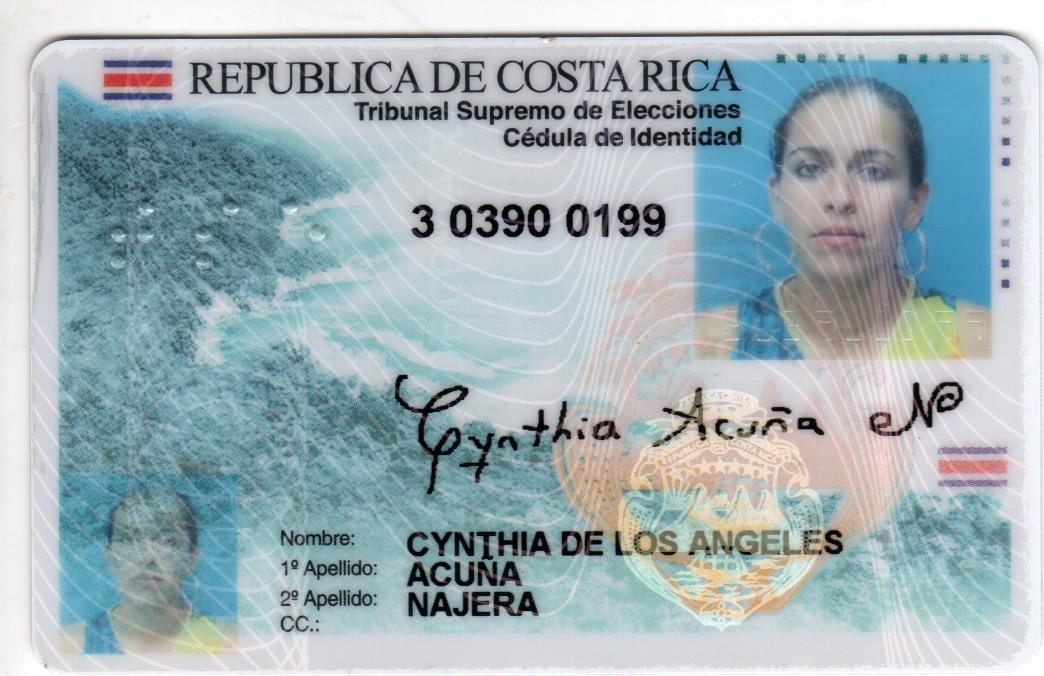 REPUBLICA DE COSTA RICA
Tribunal Supremo de Elecciones
Cédula de Identidad
3 0390 0199
Cynthia Acuña N
Nombre: CYNTHIA DE LOS ANGELES
1º Apellido: ACUÑA
2º Apellido: NAJERA
CC.: